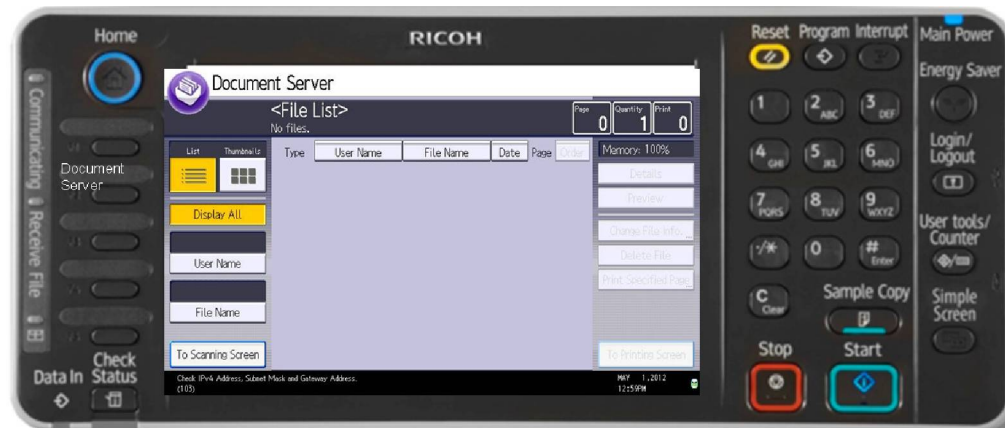 Home
RICOH
Reset Program Interrupt
Main Power
Energy Saver
Document Server
<File List>
No files.
Page 0
Quantity 1
Print 0
List Thumbnails
Type User Name File Name Date Page Order
Memory: 100%
Details
Preview
Display All
Change File Info.
Delete File
User Name
Print Specified Page
File Name
To Scanning Screen
To Printing Screen
Check IPv4 Address, Subnet Mask and Gateway Address.
(103)
MAY 1,2012
12:59PM
Communicating
Receive File
Document
Server
Check
Status
Data In
1
2 ABC
3 DEF
4 GHI
5 JKL
6 MNO
7 PQRS
8 TUV
9 WXYZ
·/*
0
# Enter
C Clear
Login/
Logout
User tools/
Counter
Simple
Screen
Sample Copy
Stop
Start